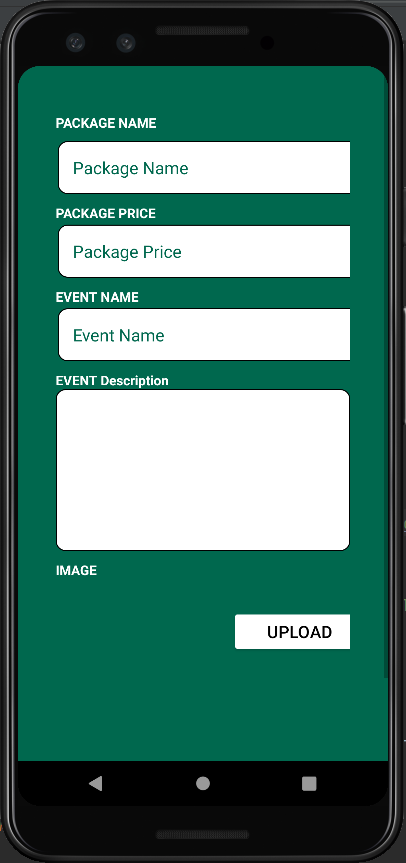 PACKAGE NAME
Package Name
PACKAGE PRICE
Package Price
EVENT NAME
Event Name
EVENT Description
IMAGE
UPLOAD